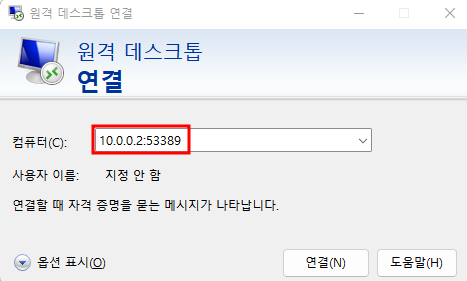 원격 데스크톱 연결
원격 데스크톱
연결
컴퓨터(C): 10.0.0.2:53389
사용자 이름: 지정 안 함
연결할 때 자격 증명을 묻는 메시지가 나타납니다.
옵션 표시(O) 연결(N) 도움말(H)